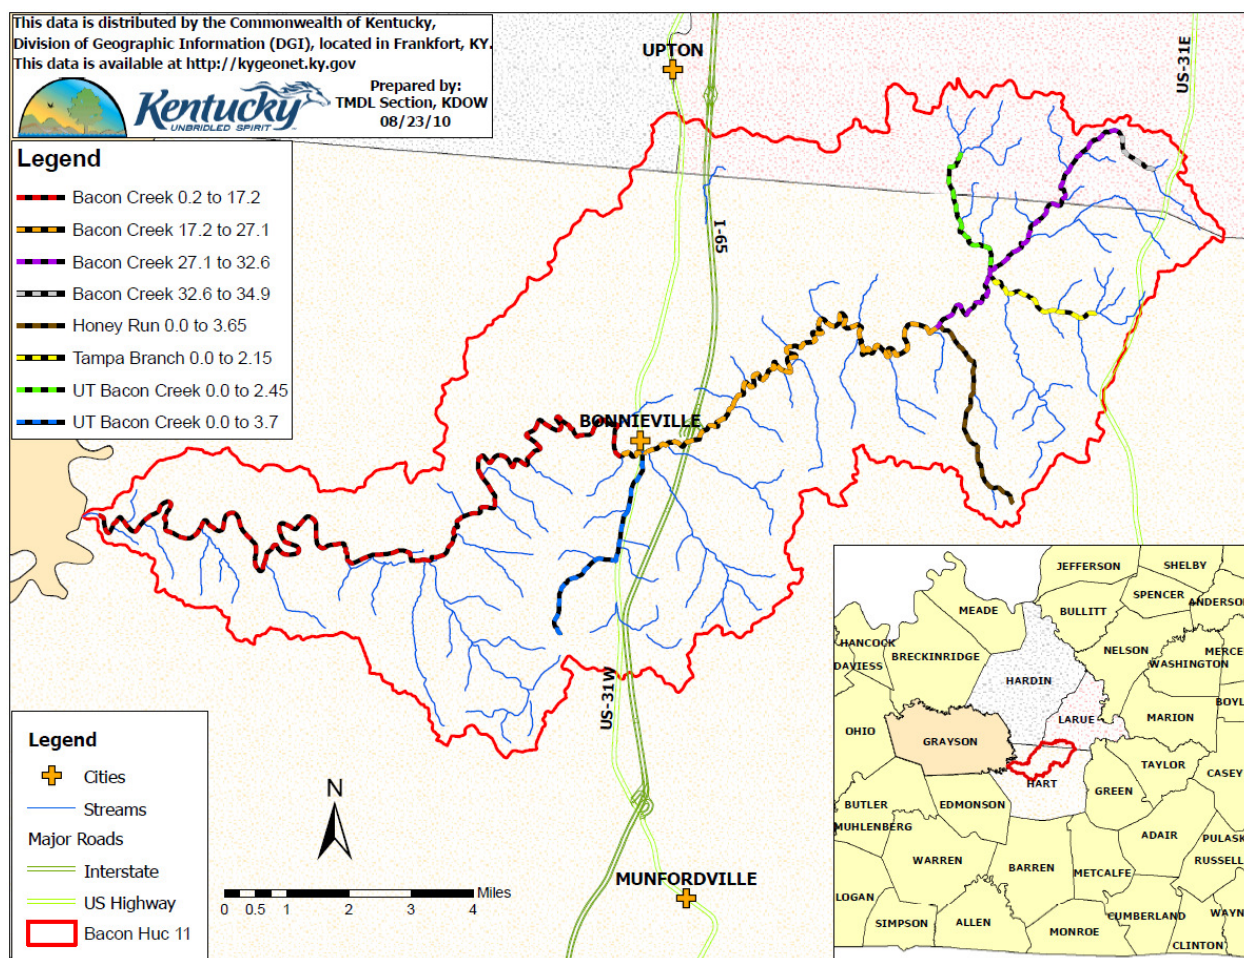 This data is distributed by the Commonwealth of Kentucky,
Division of Geographic Information (DGI), located in Frankfort, KY.
This data is available at http://kygeonet.ky.gov
Kentucky
UNBRIDLED SPIRIT
Prepared by:
TMDL Section, KDOW
08/23/10
Legend
Bacon Creek 0.2 to 17.2
Bacon Creek 17.2 to 27.1
Bacon Creek 27.1 to 32.6
Bacon Creek 32.6 to 34.9
Honey Run 0.0 to 3.65
Tampa Branch 0.0 to 2.15
UT Bacon Creek 0.0 to 2.45
UT Bacon Creek 0.0 to 3.7
UPTON
US-31E
I-65
BONNIEVILLE
US-31W
MUNFORDVILLE
Legend
Cities
Streams
Major Roads
Interstate
US Highway
Bacon Huc 11
N
Miles
0 0.5 1 2 3 4
JEFFERSON
SHELBY
SPENCER
ANDERSON
MEADE
BULLITT
HANCOCK
DAVIESS
BRECKINRIDGE
NELSON
MERCE
WASHINGTON
HARDIN
BOYL
OHIO
LARUE
MARION
GRAYSON
TAYLOR
CASEY
HART
GREEN
BUTLER
EDMONSON
MUHLENBERG
ADAIR
PULASK
RUSSELL
WARREN
BARREN
METCALFE
LOGAN
SIMPSON
ALLEN
MONROE
CUMBERLAND
WAYN
CLINTON